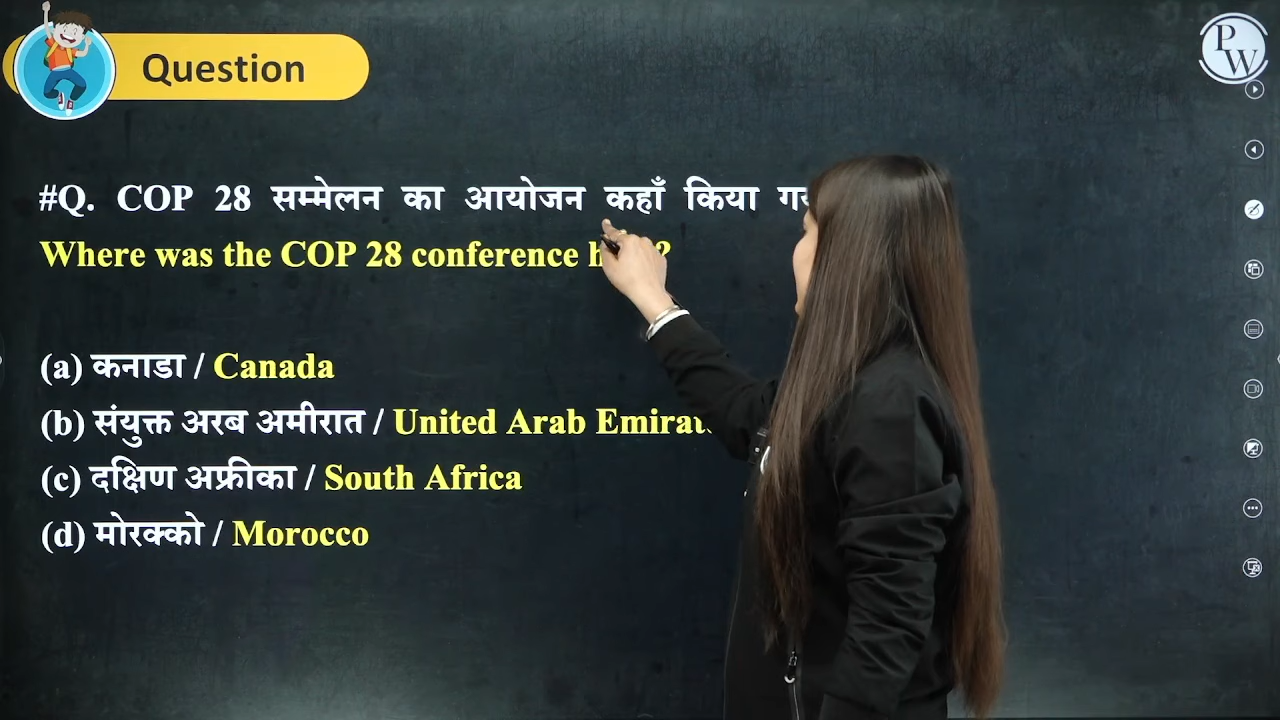 Question
PW
#Q. COP 28 सम्मेलन का आयोजन कहाँ किया
Where was the COP 28 conference
(a) कनाडा / Canada
(b) संयुक्त अरब अमीरात / United Arab
(c) दक्षिण अफ्रीका / South Africa
(d) मोरक्को / Morocco